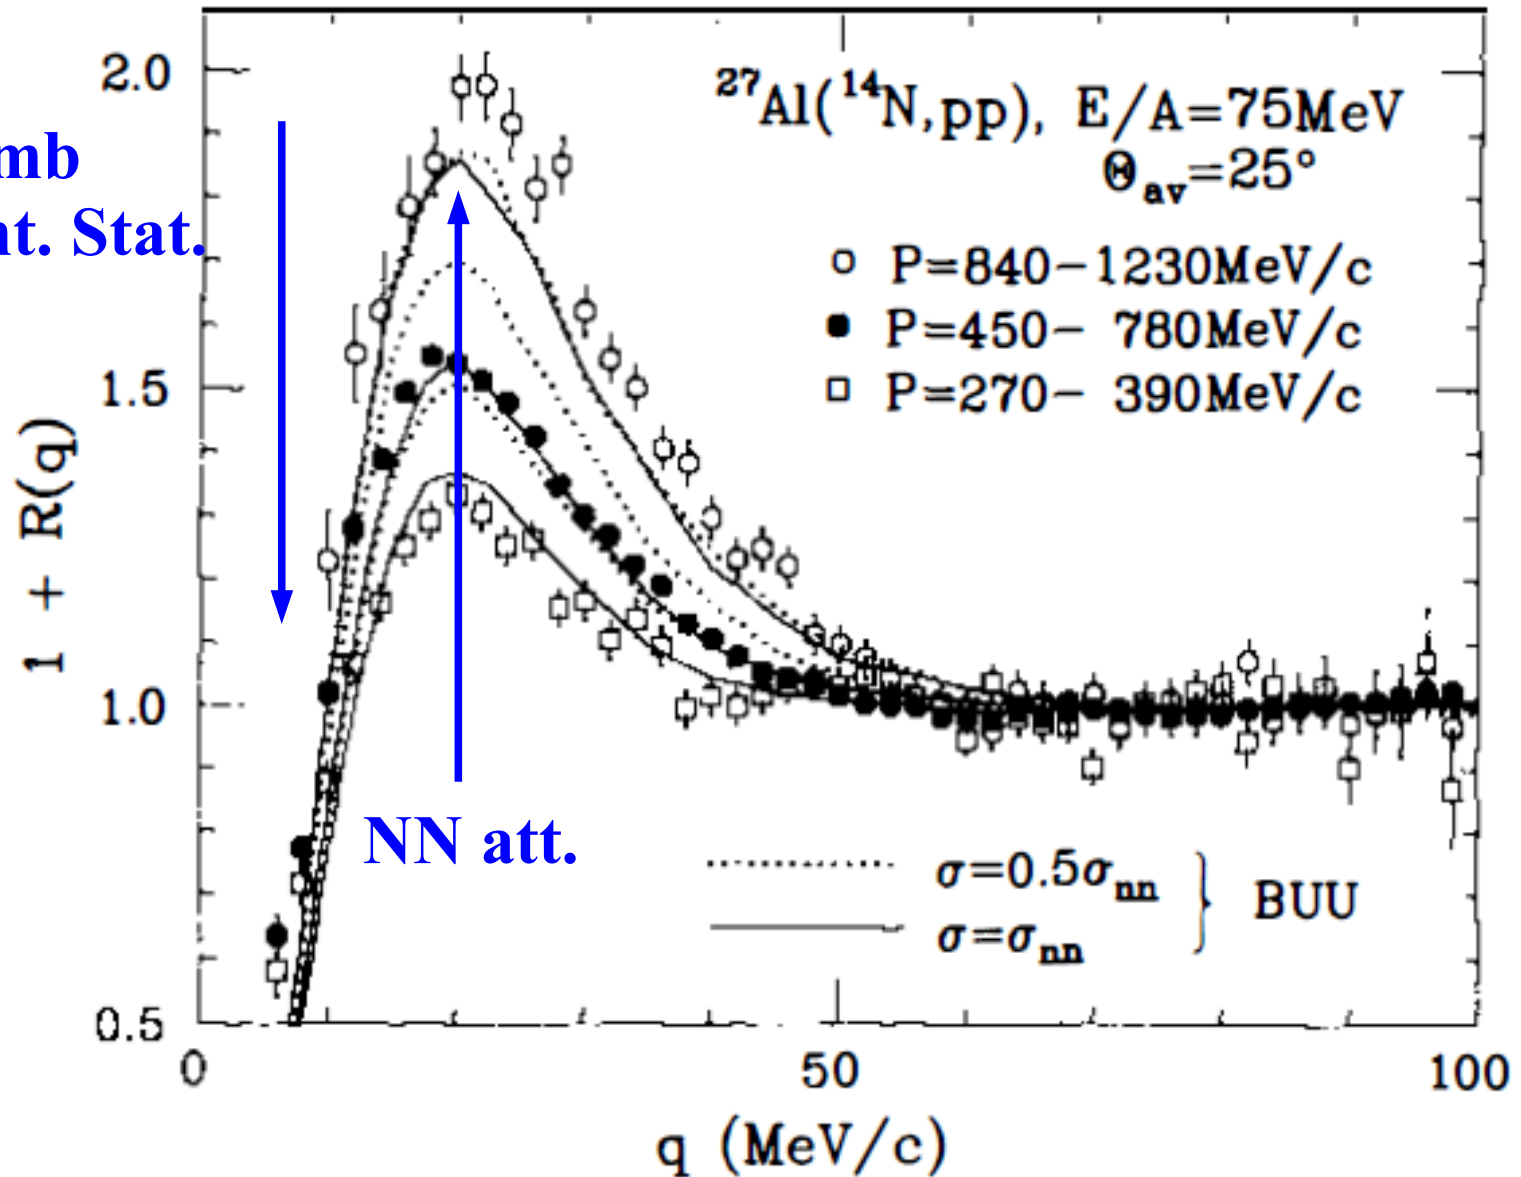 2.0
1.5
1.0
0.5
0
50
100
1 + R(q)
q (MeV/c)
mb
nt. Stat.
²⁷Al(¹⁴N,pp), E/A=75MeV
Θav=25°
P=840-1230MeV/c
P=450- 780MeV/c
P=270- 390MeV/c
NN att.
σ=0.5σnn
σ=σnn
BUU